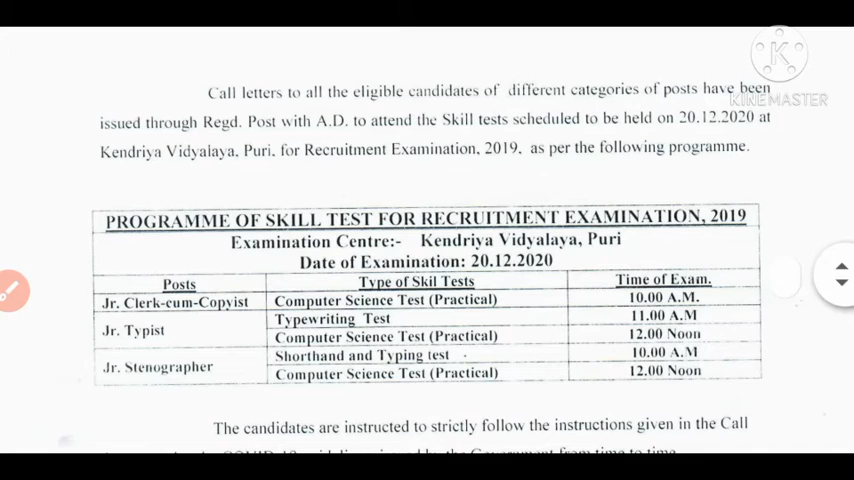 K
KINEMASTER
Call letters to all the eligible candidates of different categories of posts have been
issued through Regd. Post with A.D. to attend the Skill tests scheduled to be held on 20.12.2020 at
Kendriya Vidyalaya, Puri. for Recruitment Examination, 2019, as per the following programme.
PROGRAMME OF SKILL TEST FOR RECRUITMENT EXAMINATION, 2019
Examination Centre:- Kendriya Vidyalaya, Puri
Date of Examination: 20.12.2020
Posts Type of Skil Tests Time of Exam.
Jr. Clerk-cum-Copyist Computer Science Test (Practical) 10.00 A.M.
Jr. Typist Typewriting Test 11.00 A.M
Computer Science Test (Practical) 12.00 Noon
Jr. Stenographer Shorthand and Typing test 10.00 A.M
Computer Science Test (Practical) 12.00 Noon
The candidates are instructed to strictly follow the instructions given in the Call